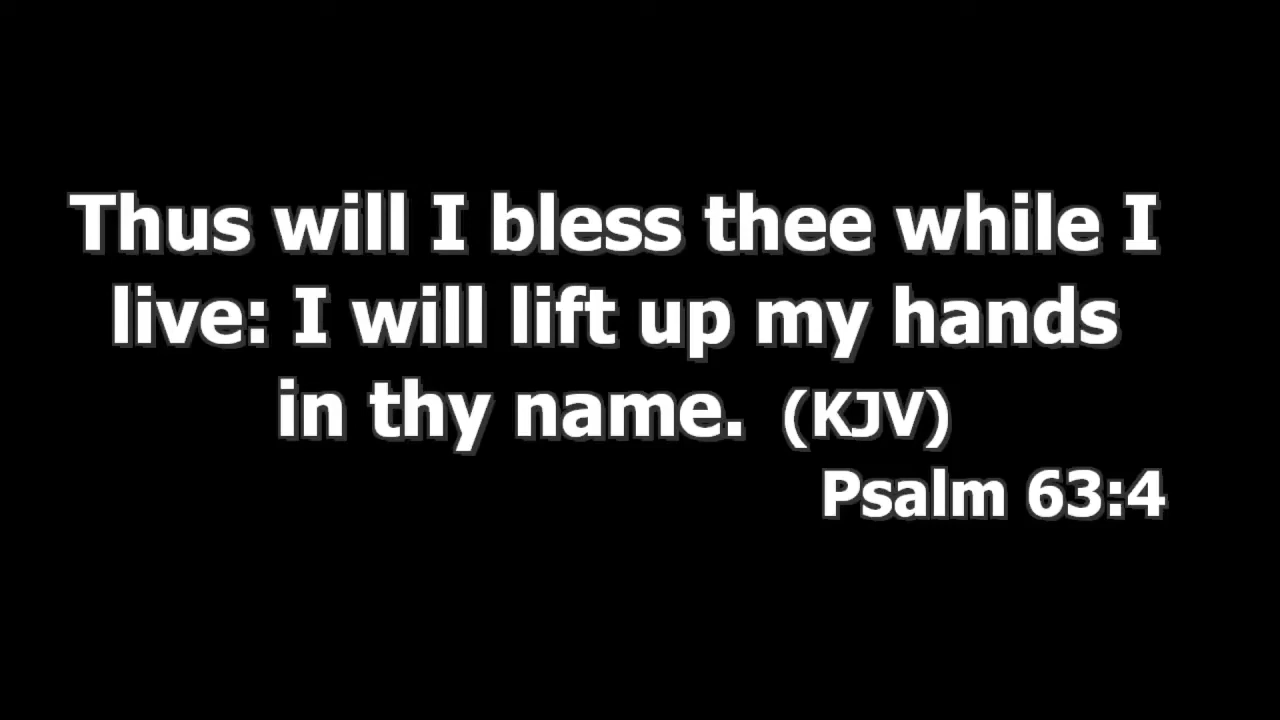 Thus will I bless thee while I
live: I will lift up my hands
in thy name. (KJV)
Psalm 63:4